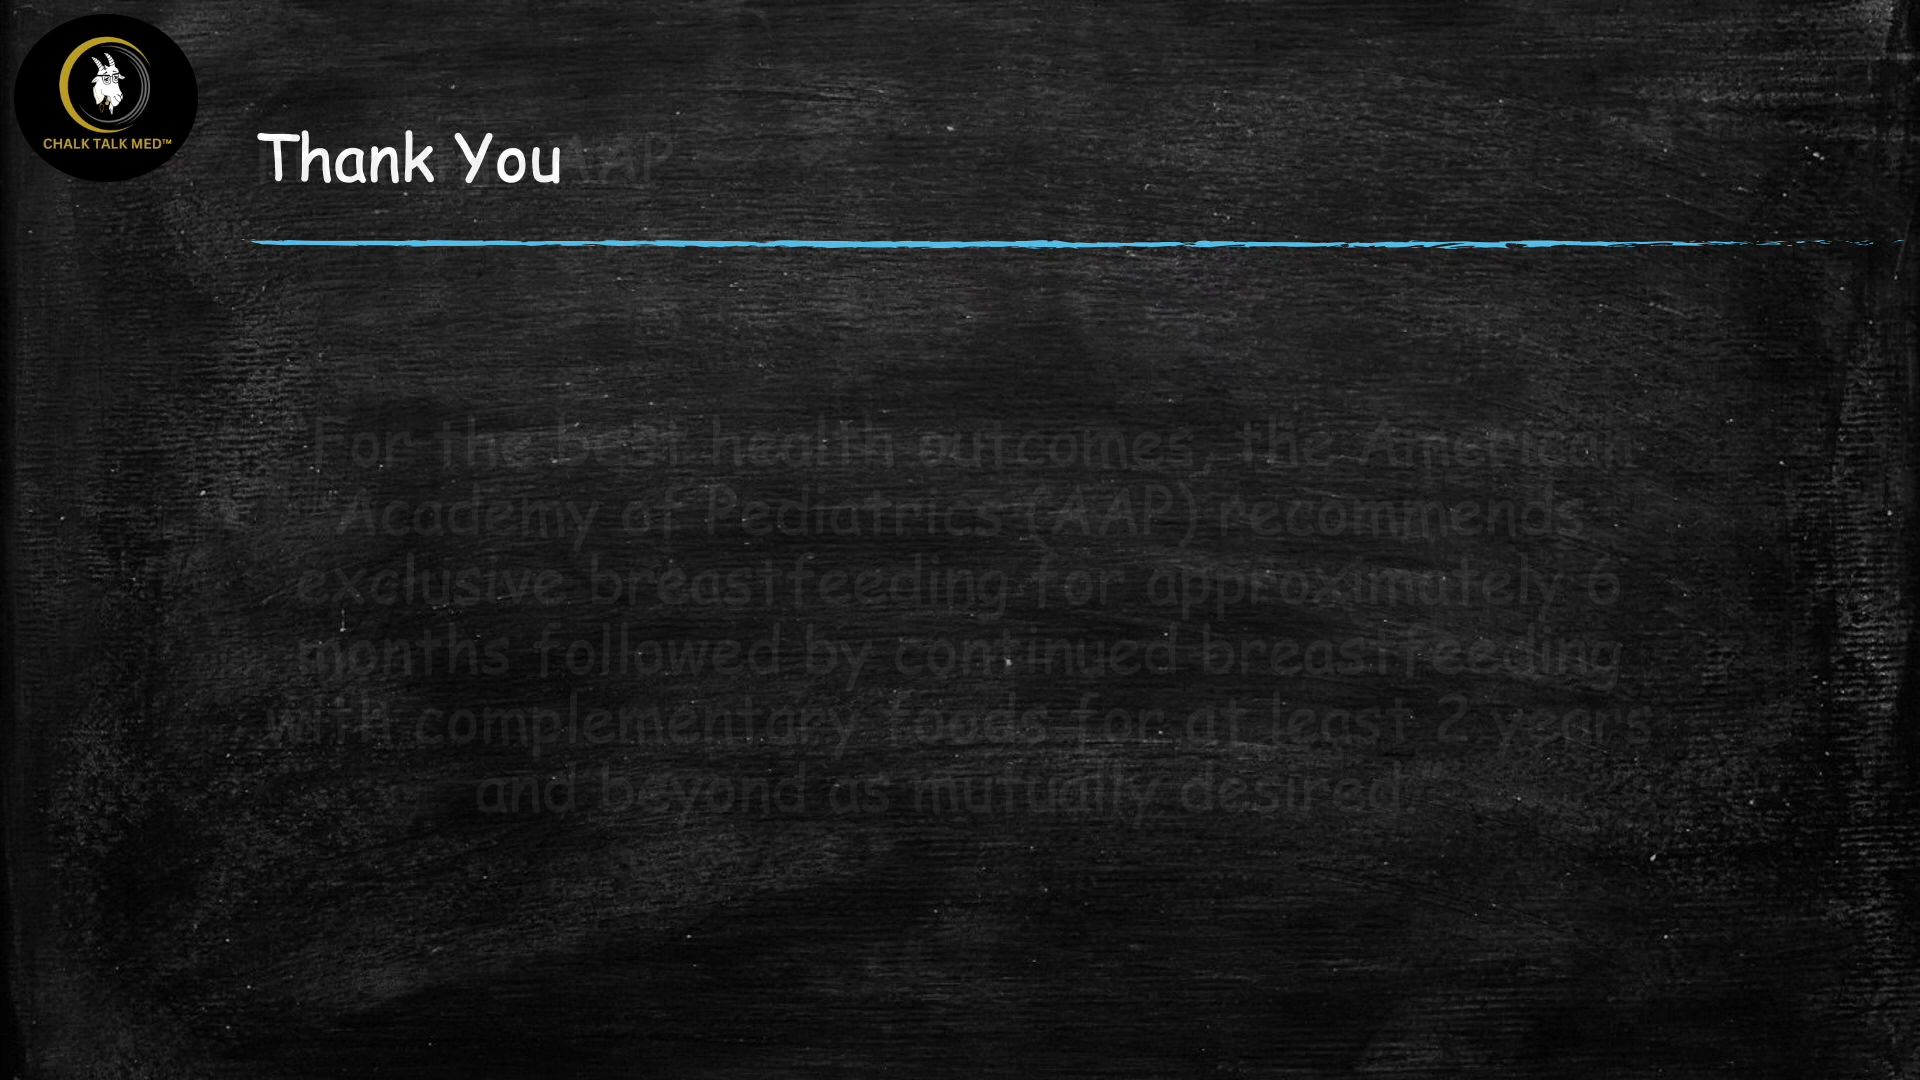 CHALK TALK MED™
Thank You AAP
"For the best health outcomes, the American
Academy of Pediatrics (AAP) recommends
exclusive breastfeeding for approximately 6
months followed by continued breastfeeding
with complementary foods for at least 2 years
and beyond as mutually desired"